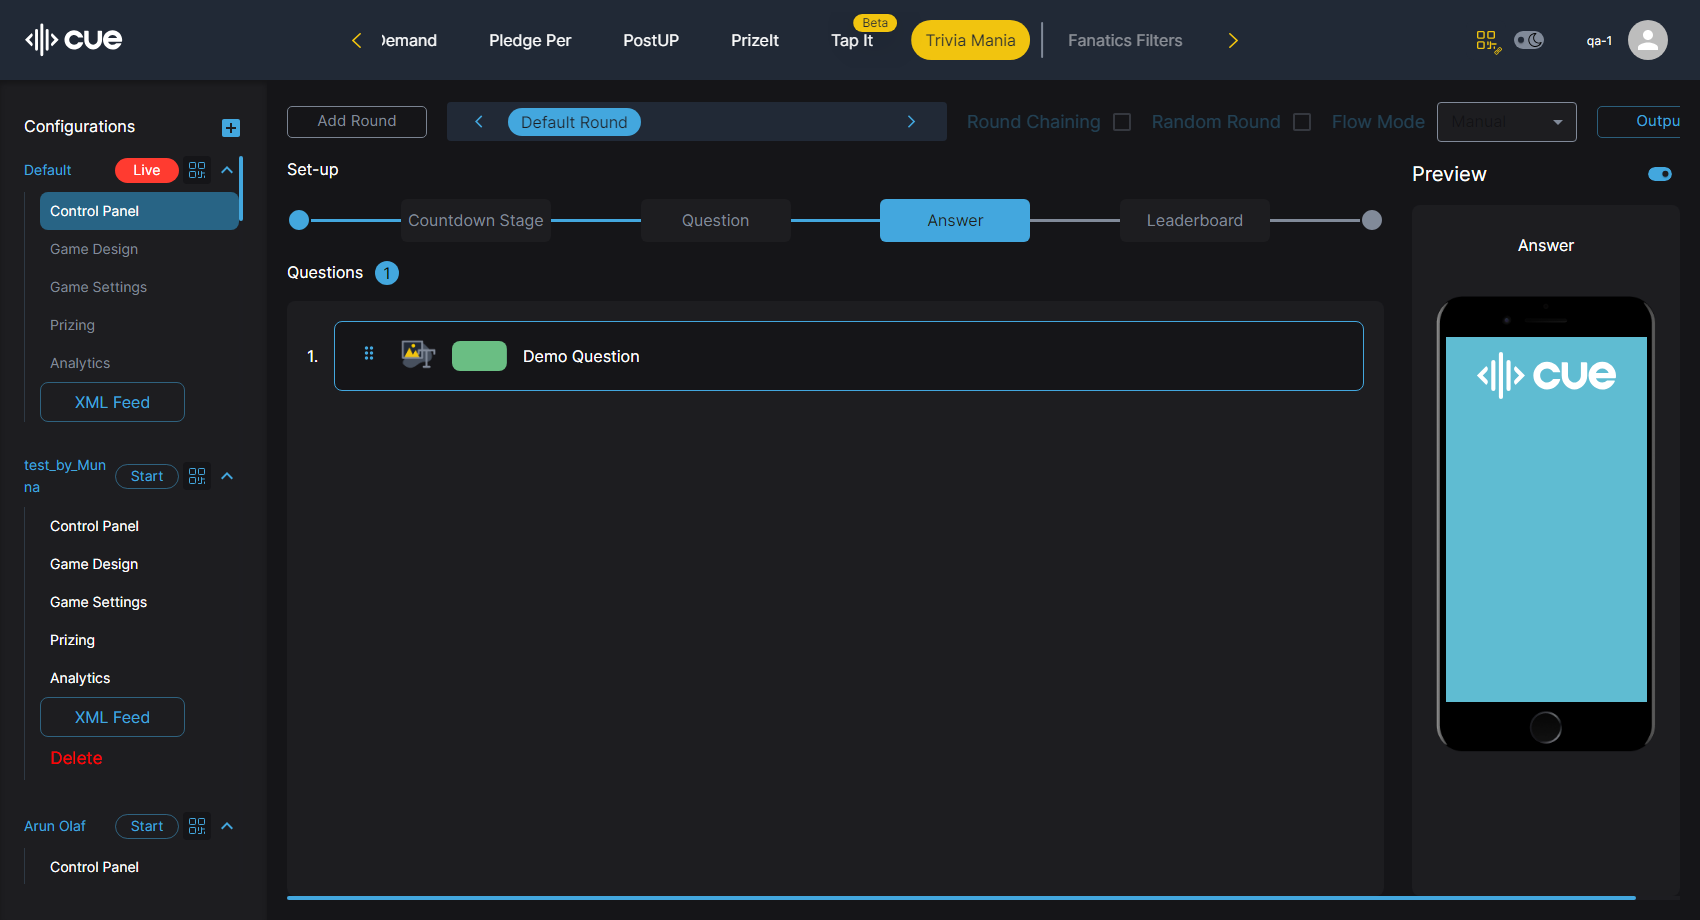 cue
Demand
Pledge Per
PostUP
PrizeIt
Beta
Tap It
Trivia Mania
Fanatics Filters
qa-1
Configurations
Default
Live
Control Panel
Game Design
Game Settings
Prizing
Analytics
XML Feed
test_by_Mun
na
Start
Control Panel
Game Design
Game Settings
Prizing
Analytics
XML Feed
Delete
Arun Olaf
Start
Control Panel
Add Round
Default Round
Round Chaining
Random Round
Flow Mode
Manual
Outpu
Set-up
Countdown Stage
Question
Answer
Leaderboard
Questions
1
1.
Demo Question
Preview
Answer
cue